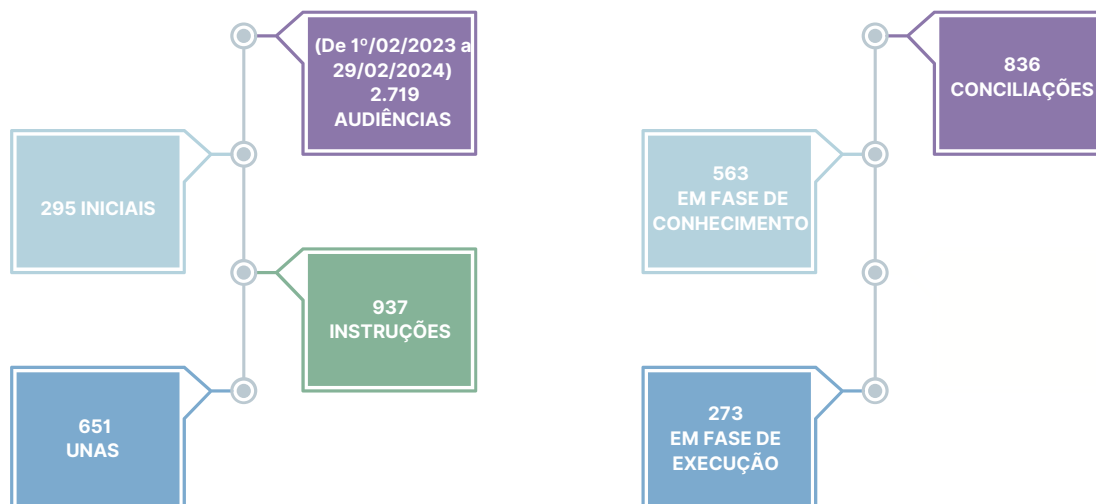 (De 1º/02/2023 a
29/02/2024)
2.719
AUDIÊNCIAS
295 INICIAIS
937
INSTRUÇÕES
651
UNAS
836
CONCILIAÇÕES
563
EM FASE DE
CONHECIMENTO
273
EM FASE DE
EXECUÇÃO